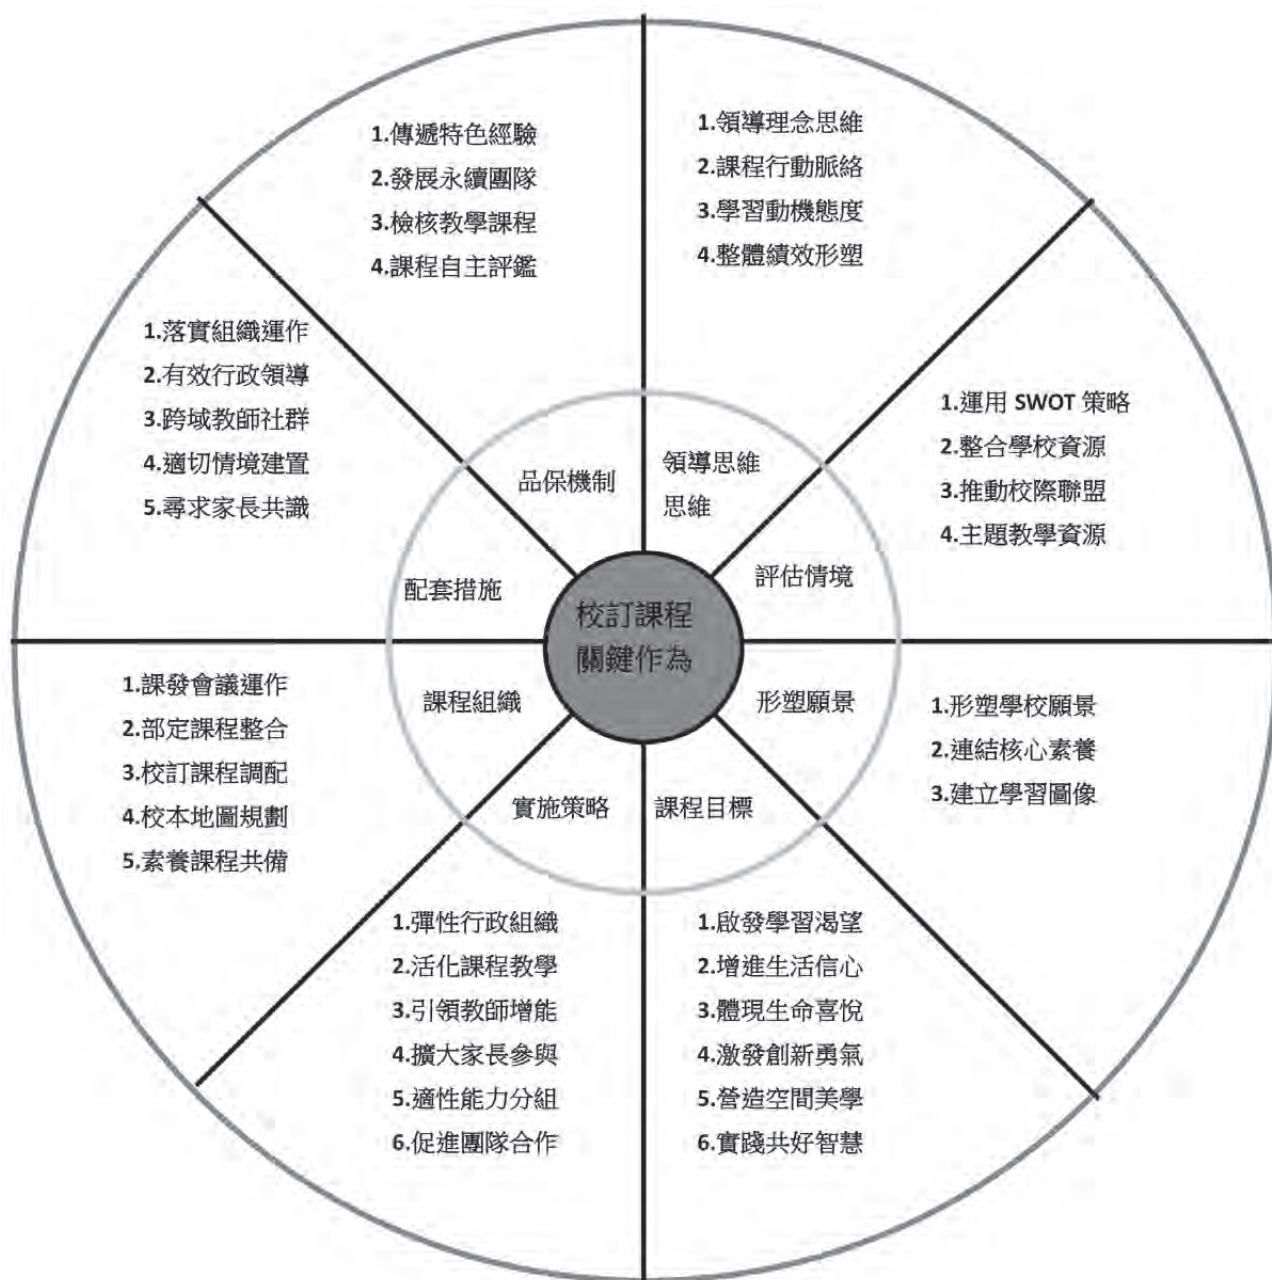 校訂課程
關鍵作為
領導思維
思維
1.領導理念思維
2.課程行動脈絡
3.學習動機態度
4.整體績效形塑
評估情境
1.運用 SWOT 策略
2.整合學校資源
3.推動校際聯盟
4.主題教學資源
形塑願景
1.形塑學校願景
2.連結核心素養
3.建立學習圖像
課程目標
1.啟發學習渴望
2.增進生活信心
3.體現生命喜悅
4.激發創新勇氣
5.營造空間美學
6.實踐共好智慧
實施策略
1.彈性行政組織
2.活化課程教學
3.引領教師增能
4.擴大家長參與
5.適性能力分組
6.促進團隊合作
課程組織
1.課發會議運作
2.部定課程整合
3.校訂課程調配
4.校本地圖規劃
5.素養課程共備
配套措施
1.落實組織運作
2.有效行政領導
3.跨域教師社群
4.適切情境建置
5.尋求家長共識
品保機制
1.傳遞特色經驗
2.發展永續團隊
3.檢核教學課程
4.課程自主評鑑